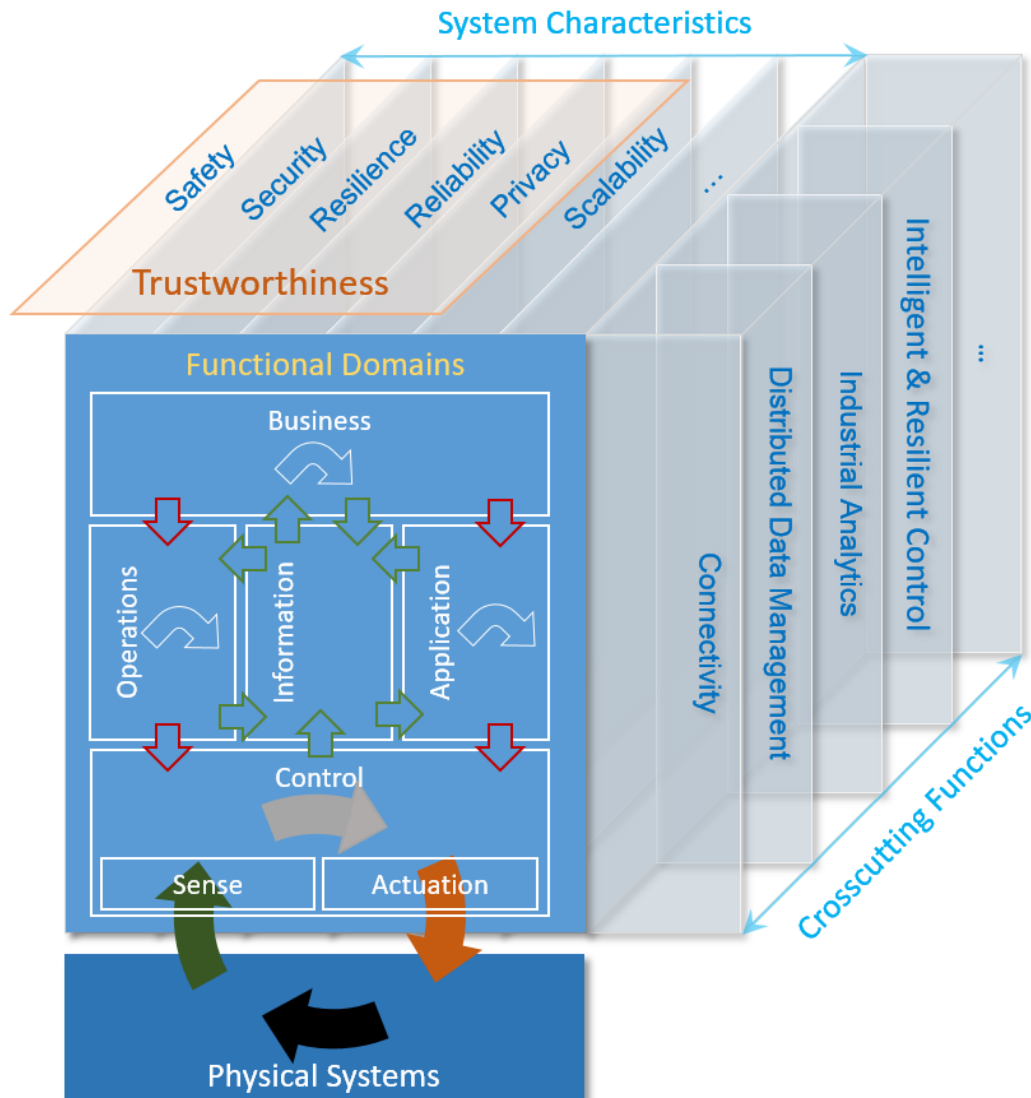 System Characteristics
Safety
Security
Resilience
Reliability
Privacy
Scalability
...
Trustworthiness
Functional Domains
Business
Operations
Information
Application
Control
Sense
Actuation
Physical Systems
Connectivity
Distributed Data Management
Industrial Analytics
Intelligent & Resilient Control
...
Crosscutting Functions